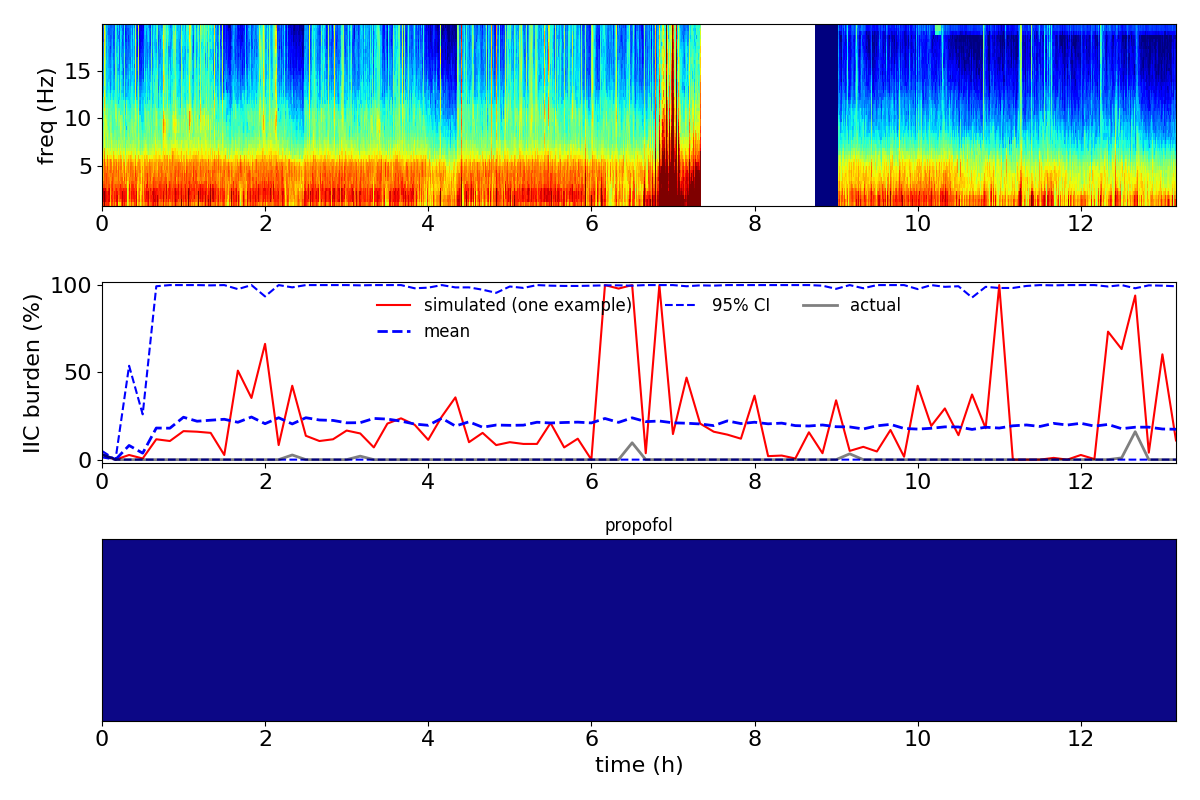 freq (Hz)
15
10
5
0 2 4 6 8 10 12
IIC burden (%)
100
50
0
simulated (one example) 95% CI actual
mean
0 2 4 6 8 10 12
propofol
0 2 4 6 8 10 12
time (h)